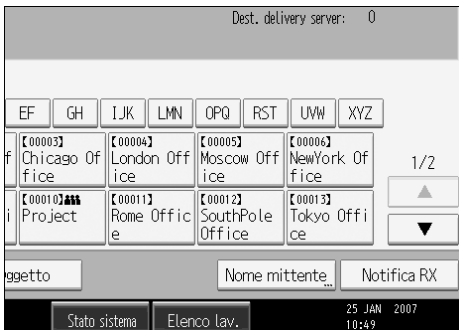 Dest. delivery server: 0
EF GH IJK LMN OPQ RST UVW XYZ
f 【00003】 【00004】 【00005】 【00006】
Chicago Of London Off Moscow Off NewYork Of
fice ice ice fice
1/2
i 【00010】 【00011】 【00012】 【00013】
Project Rome Offic SouthPole Tokyo Offi
e Office ce
ggetto Nome mittente Notifica RX
Stato sistema Elenco lav. 25 JAN 2007
10:49